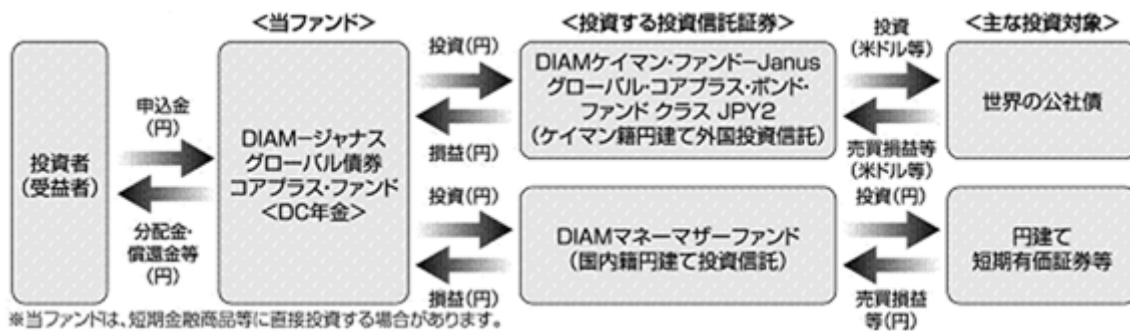 <当ファンド>
<投資する投資信託証券>
<主な投資対象>
投資者
(受益者)
申込金
(円)
分配金・
償還金等
(円)
DIAMージャナス
グローバル債券
コアプラス・ファンド
<DC年金>
投資(円)
損益(円)
投資(円)
損益(円)
DIAMケイマン・ファンドーJanus
グローバル・コアプラス・ボンド・
ファンド クラス JPY2
(ケイマン籍円建て外国投資信託)
DIAMマネーマザーファンド
(国内籍円建て投資信託)
投資
(米ドル等)
売買損益等
(米ドル等)
投資(円)
売買損益
等(円)
世界の公社債
円建て
短期有価証券等
※当ファンドは、短期金融商品等に直接投資する場合があります。